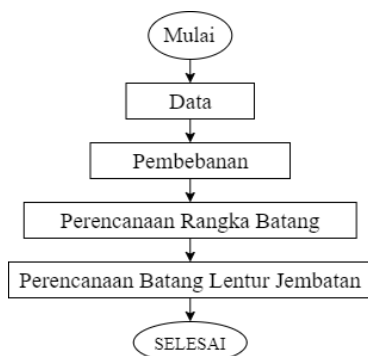 Mulai
Data
Pembebanan
Perencanaan Rangka Batang
Perencanaan Batang Lentur Jembatan
SELESAI